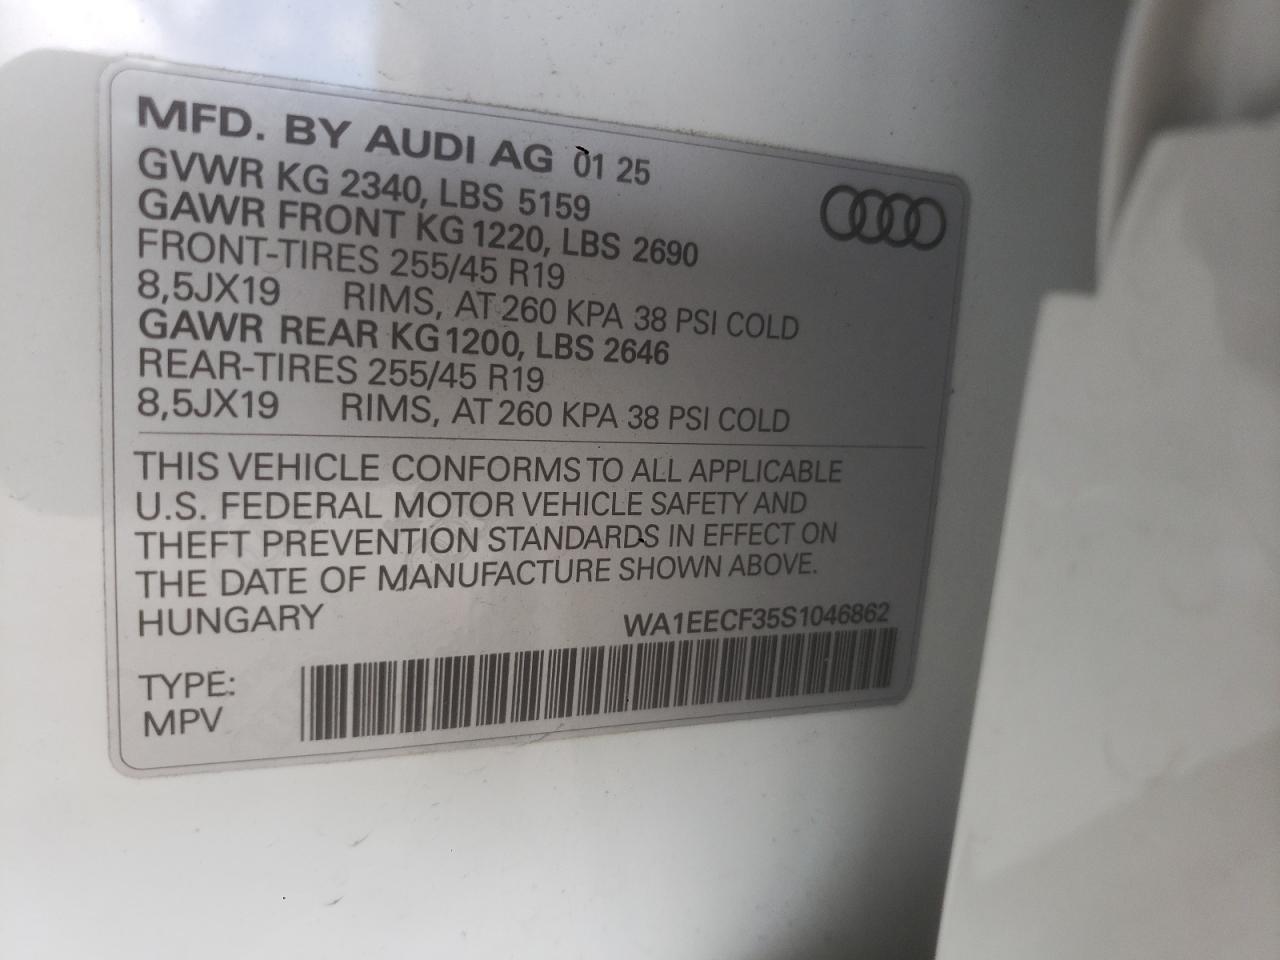 MFD. BY AUDI AG 01 25
GVWR KG 2340, LBS 5159
GAWR FRONT KG 1220, LBS 2690
FRONT-TIRES 255/45 R19
8,5JX19 RIMS, AT 260 KPA 38 PSI COLD
GAWR REAR KG 1200, LBS 2646
REAR-TIRES 255/45 R19
8,5JX19 RIMS, AT 260 KPA 38 PSI COLD
THIS VEHICLE CONFORMS TO ALL APPLICABLE
U.S. FEDERAL MOTOR VEHICLE SAFETY AND
THEFT PREVENTION STANDARDS IN EFFECT ON
THE DATE OF MANUFACTURE SHOWN ABOVE.
HUNGARY WA1EECF35S1046862
TYPE:
MPV